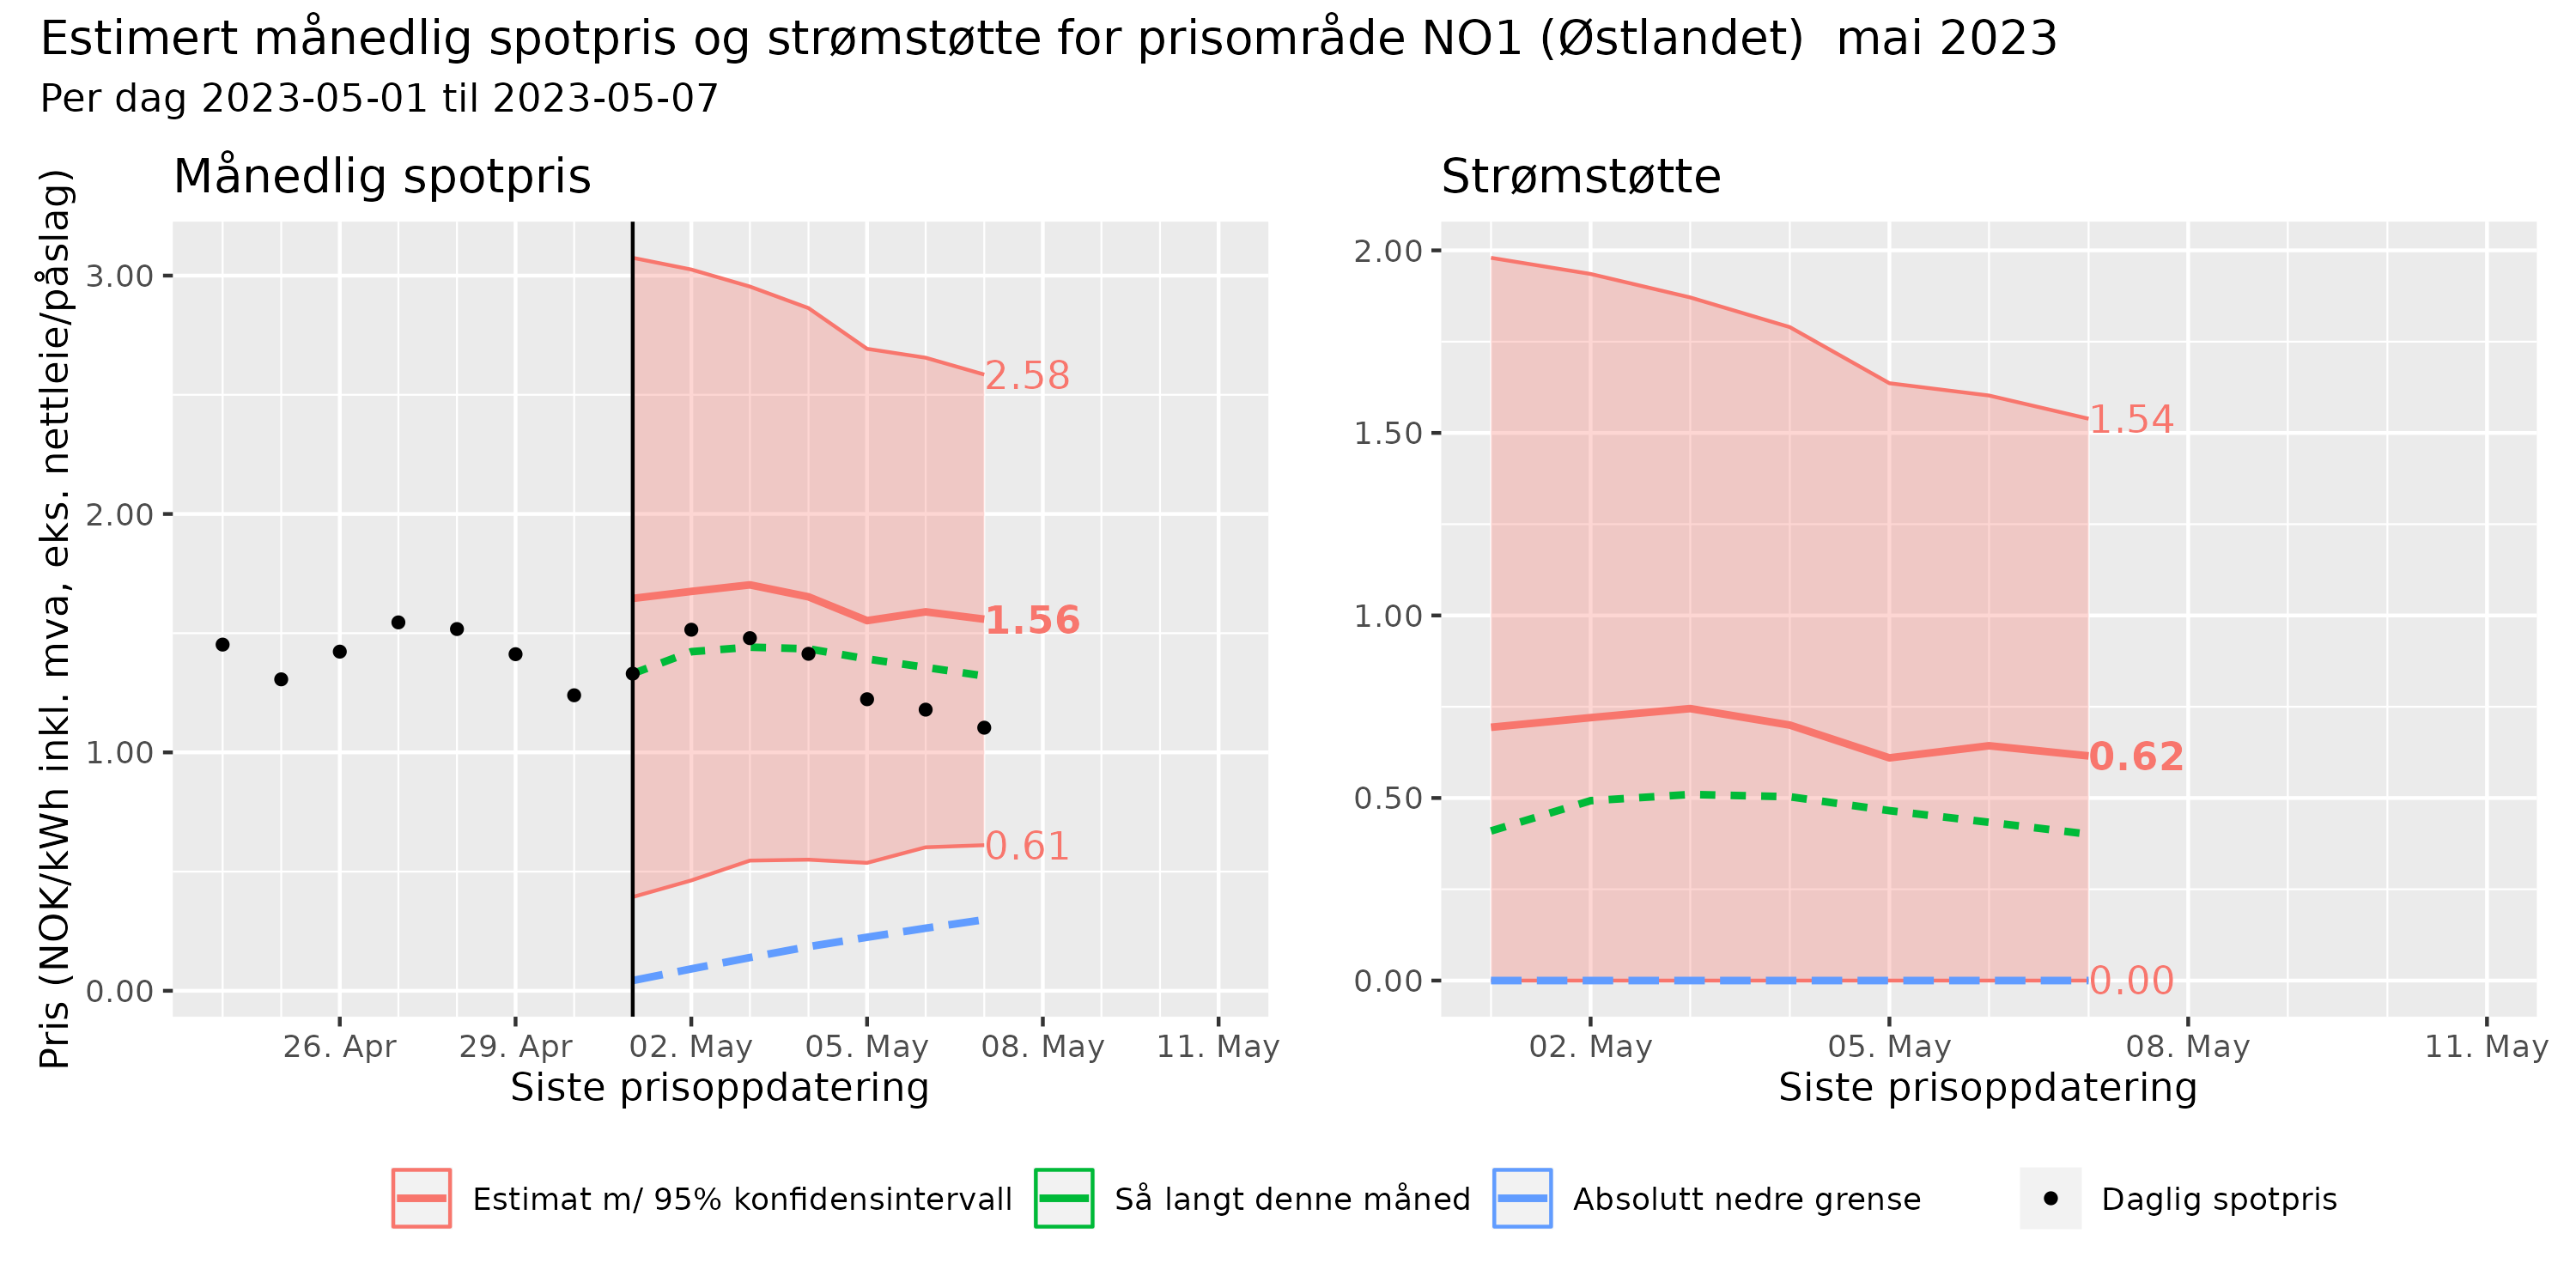 Estimert månedlig spotpris og strømstøtte for prisområde NO1 (Østlandet)  mai 2023
Per dag 2023-05-01 til 2023-05-07
Månedlig spotpris
Pris (NOK/kWh inkl. mva, eks. nettleie/påslag)
3.00
2.00
1.00
0.00
2.58
1.56
0.61
26. Apr
29. Apr
02. May
05. May
08. May
11. May
Siste prisoppdatering
Strømstøtte
2.00
1.50
1.00
0.50
0.00
1.54
0.62
0.00
02. May
05. May
08. May
11. May
Siste prisoppdatering
Estimat m/ 95% konfidensintervall
Så langt denne måned
Absolutt nedre grense
Daglig spotpris